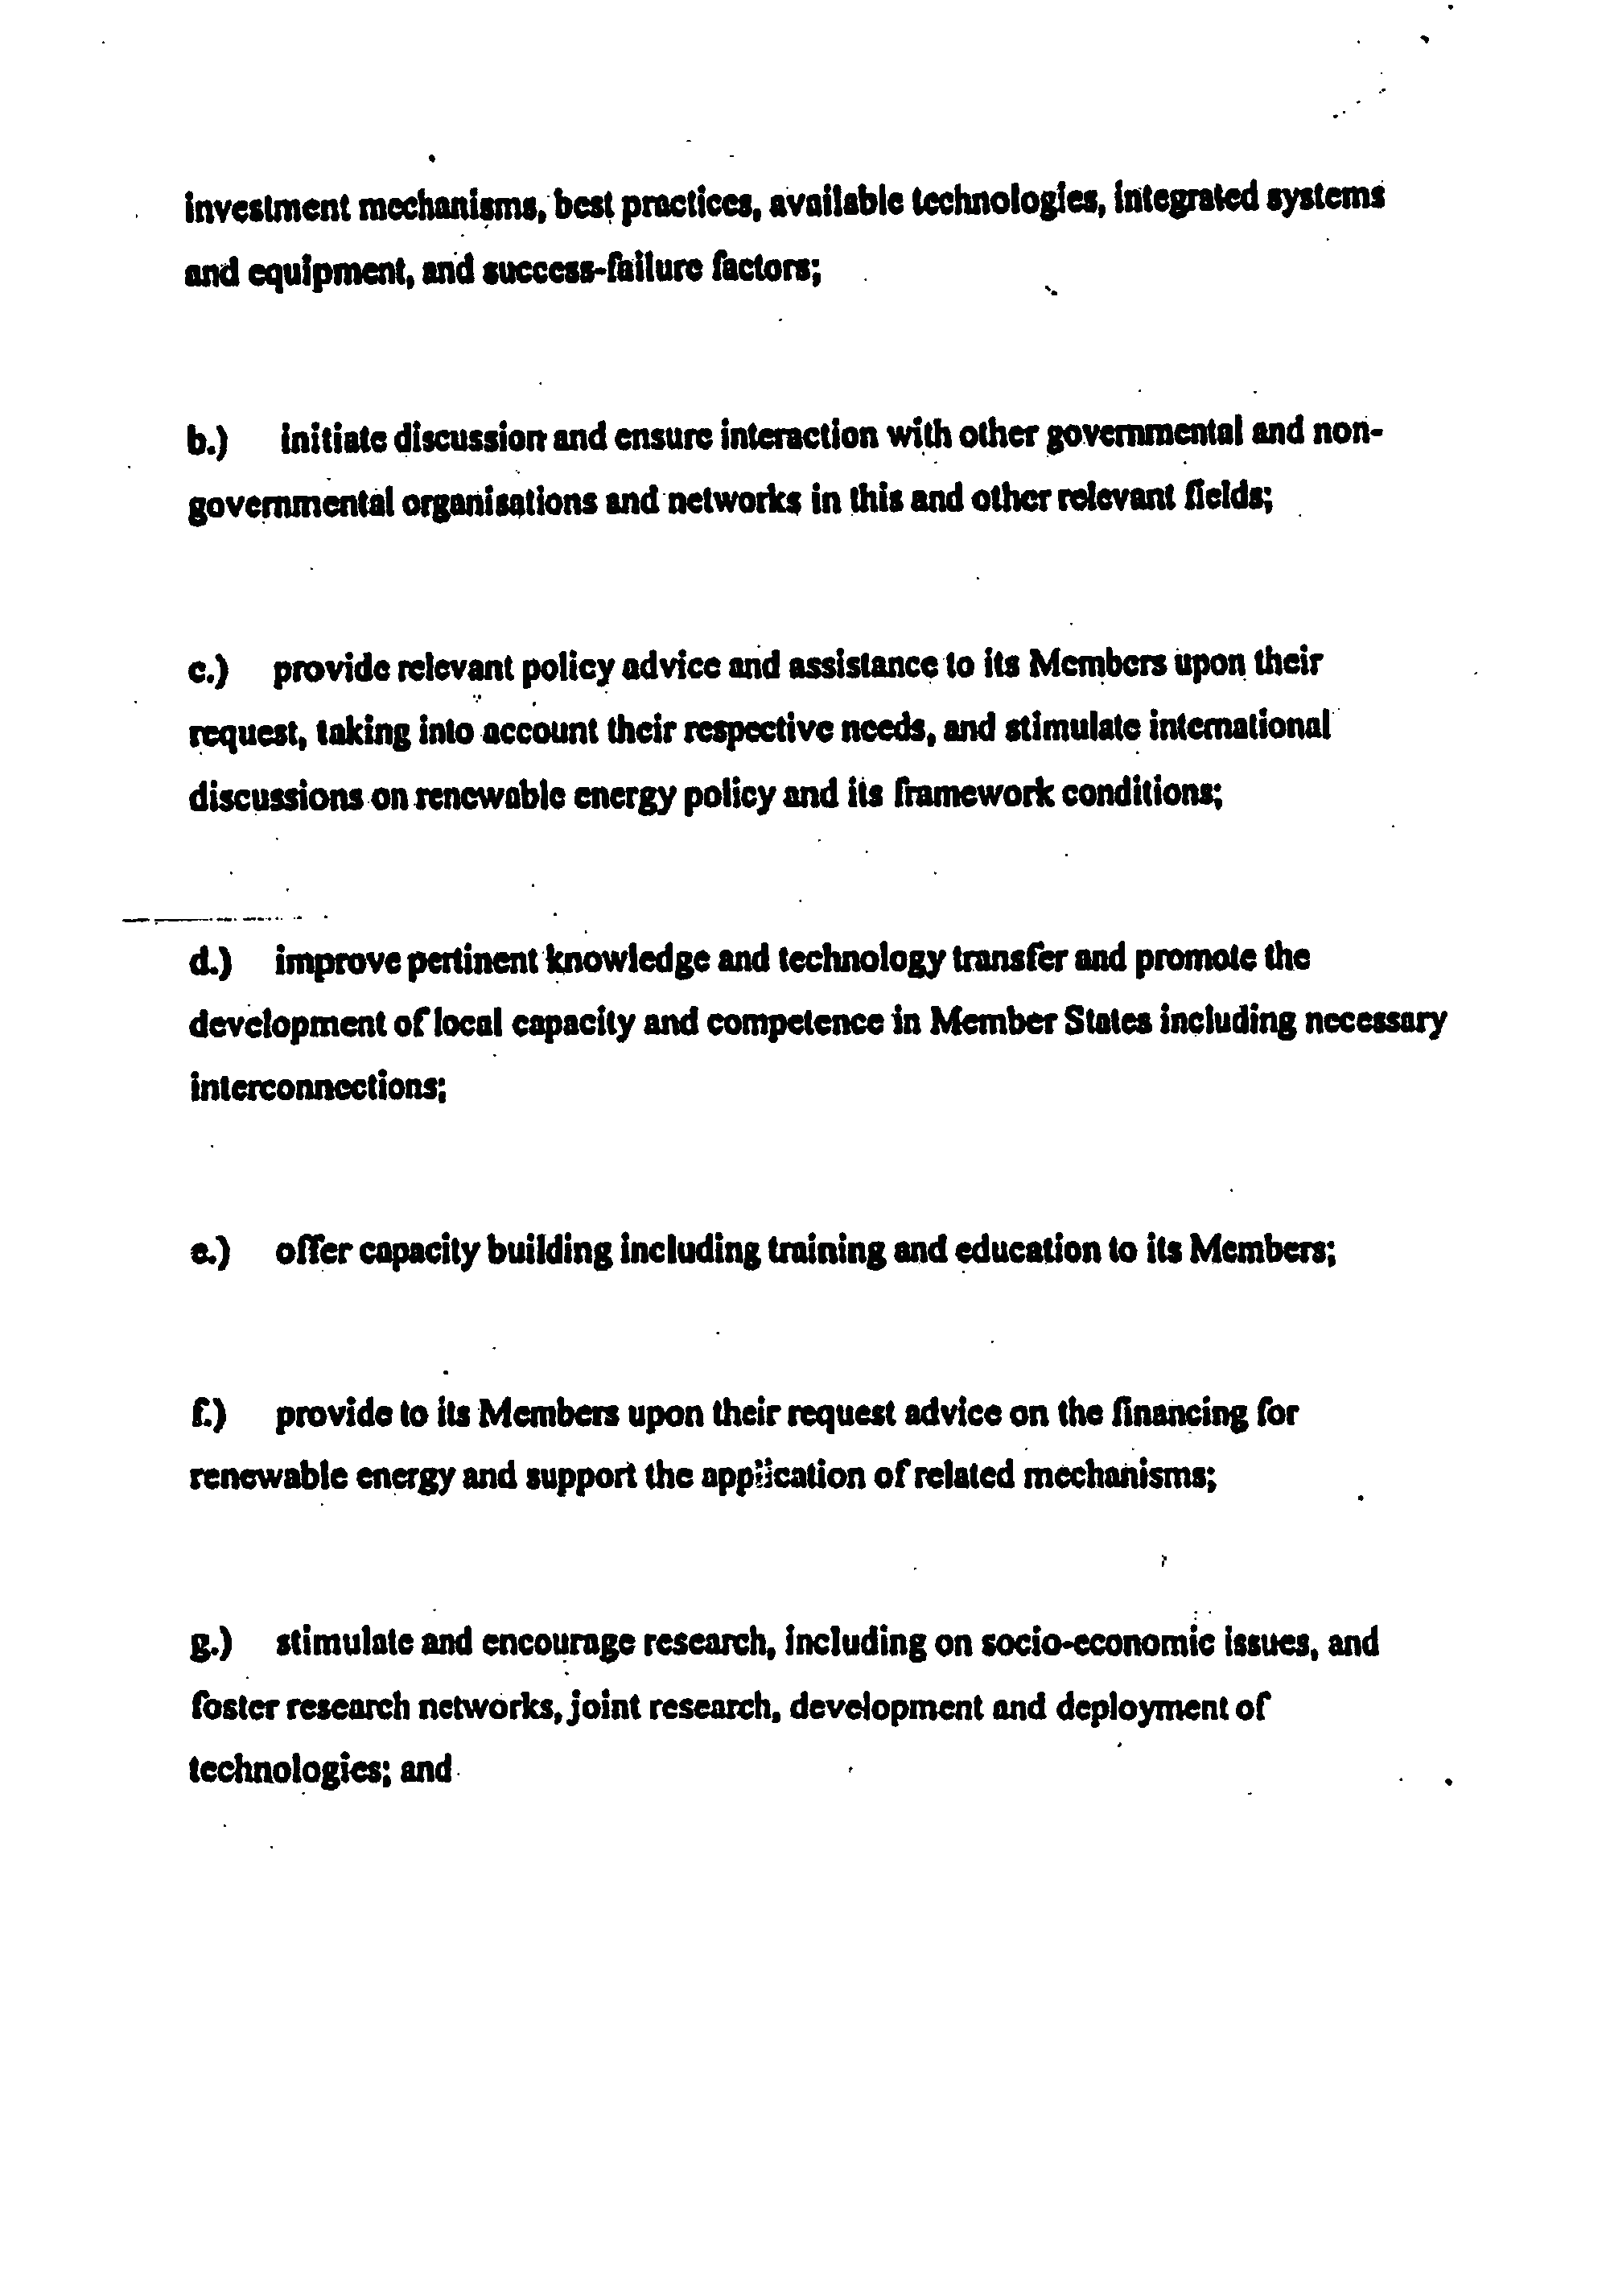 investment mechanisms, best practices, available technologies, integrated systems
and equipment, and success-failure factors;
b.) initiate discussion and ensure interaction with other governmental and non-
governmental organisations and networks in this and other relevant fields;
c.) provide relevant policy advice and assistance to its Members upon their
request, taking into account their respective needs, and stimulate international
discussions on renewable energy policy and its framework conditions;
d.) improve pertinent knowledge and technology transfer and promote the
development of local capacity and competence in Member States including necessary
interconnections;
e.) offer capacity building including training and education to its Members;
f.) provide to its Members upon their request advice on the financing for
renewable energy and support the application of related mechanisms;
g.) stimulate and encourage research, including on socio-economic issues, and
foster research networks, joint research, development and deployment of
technologies; and